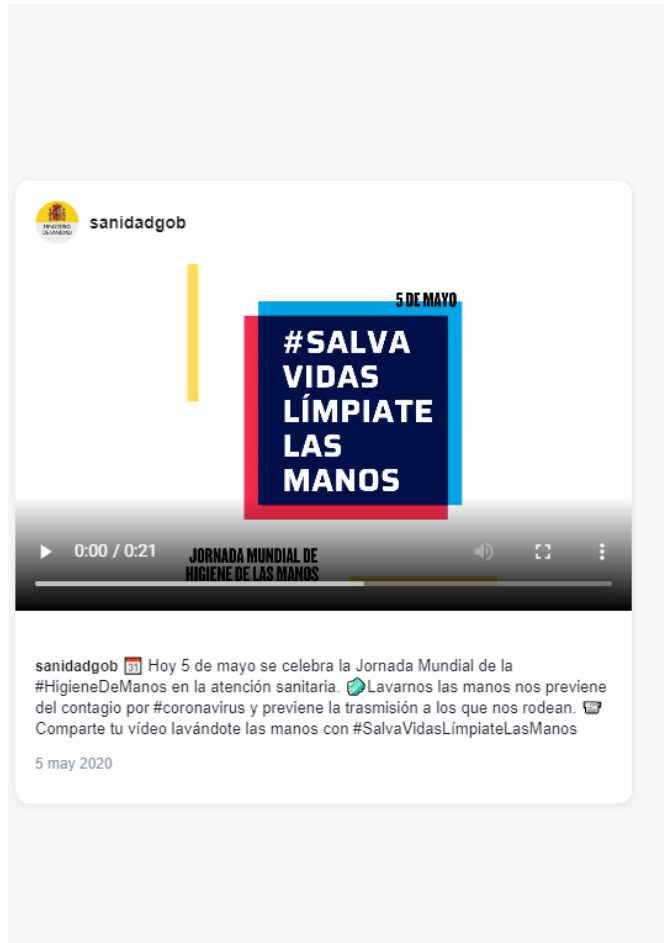 MINISTERIO
DE SANIDAD
sanidadgob
5 DE MAYO
#SALVA
VIDAS
LÍMPIATE
LAS
MANOS
0:00 / 0:21
JORNADA MUNDIAL DE
HIGIENE DE LAS MANOS
sanidadgob 📅 Hoy 5 de mayo se celebra la Jornada Mundial de la
#HigieneDeManos en la atención sanitaria. 🧼Lavarnos las manos nos previene
del contagio por #coronavirus y previene la trasmisión a los que nos rodean. 📹
Comparte tu vídeo lavándote las manos con #SalvaVidasLímpiateLasManos
5 may 2020